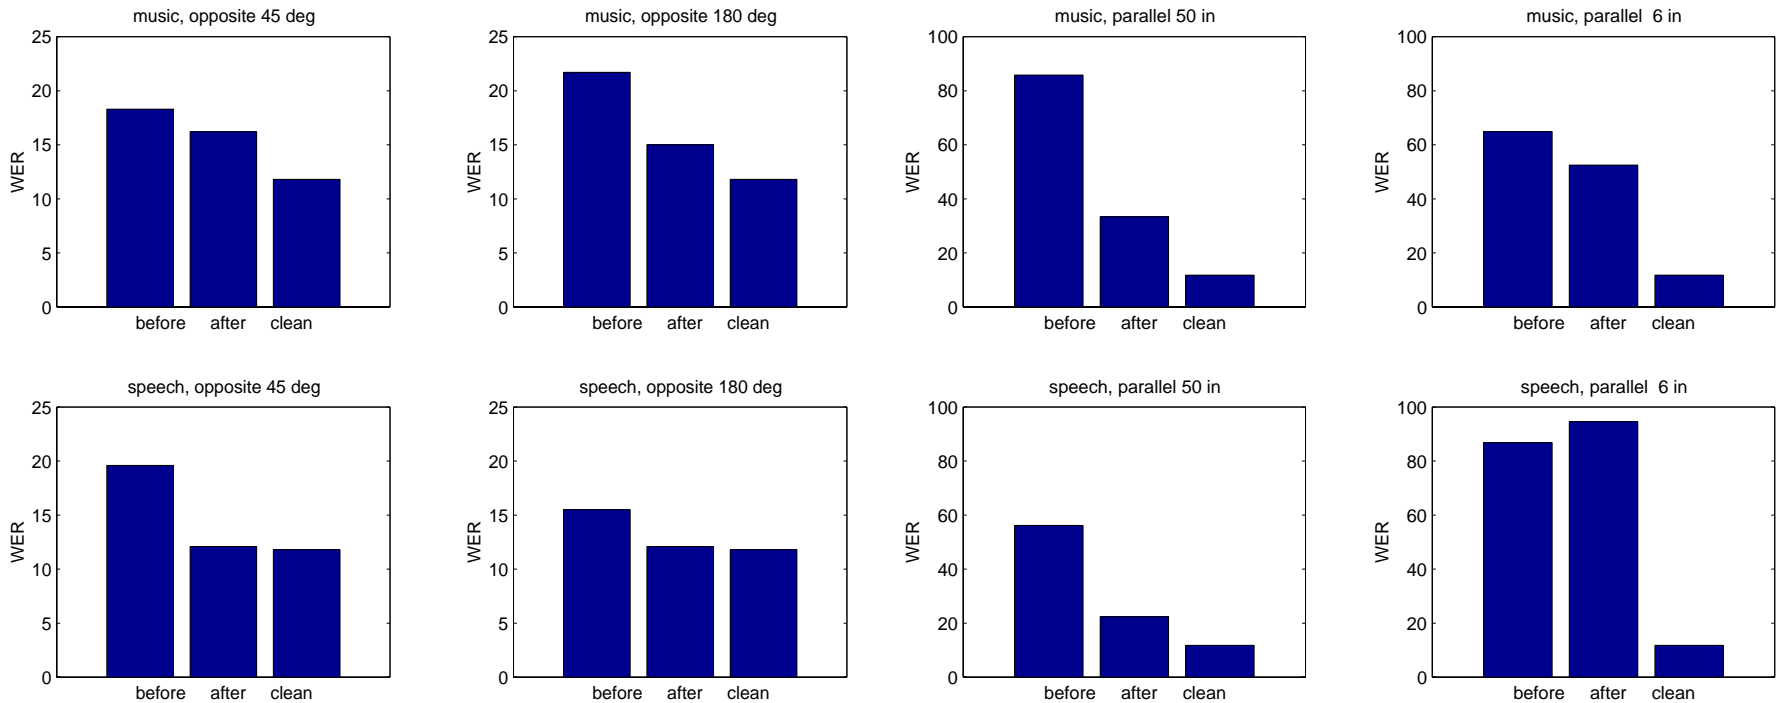 music, opposite 45 deg
25
20
15
10
5
0
WER
before after clean
music, opposite 180 deg
25
20
15
10
5
0
WER
before after clean
music, parallel 50 in
100
80
60
40
20
0
WER
before after clean
music, parallel 6 in
100
80
60
40
20
0
WER
before after clean
speech, opposite 45 deg
25
20
15
10
5
0
WER
before after clean
speech, opposite 180 deg
25
20
15
10
5
0
WER
before after clean
speech, parallel 50 in
100
80
60
40
20
0
WER
before after clean
speech, parallel 6 in
100
80
60
40
20
0
WER
before after clean